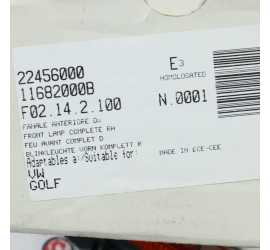 22456000
11682000B
F02.14.2.100
E3
HOMOLOGATED
N.0001
FANALE ANTERIORE Dx
FRONT LAMP COMPLETE RH
FEU AVANT COMPLET D
BLINKLEUCHTE VORN KOMPLETT R
Adaptables a:/Suitable for:
VW
GOLF
MADE IN ECE-CEE